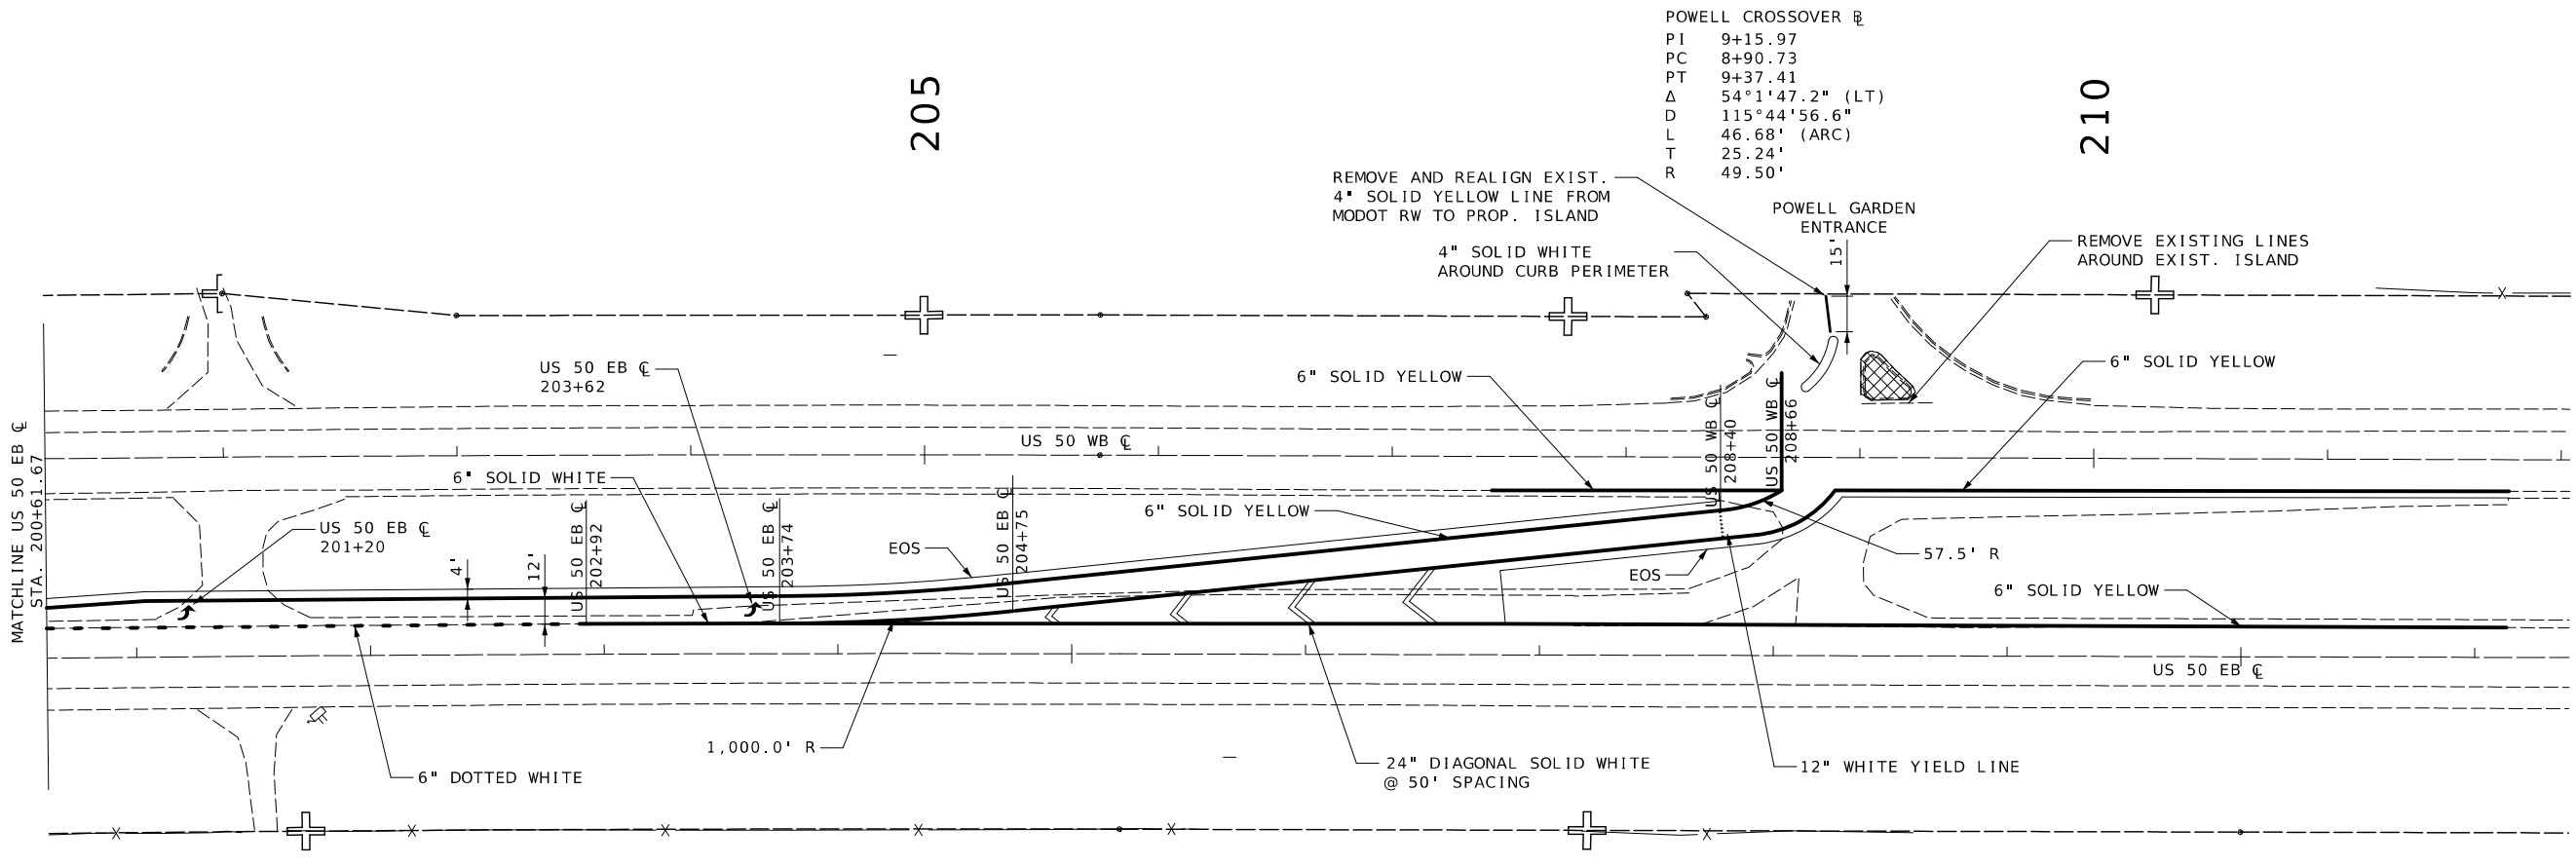 POWELL CROSSOVER ℄
PI 9+15.97
PC 8+90.73
PT 9+37.41
Δ 54°1'47.2" (LT)
D 115°44'56.6"
L 46.68' (ARC)
T 25.24'
R 49.50'
205
210
REMOVE AND REALIGN EXIST.
4" SOLID YELLOW LINE FROM
MODOT RW TO PROP. ISLAND
POWELL GARDEN
ENTRANCE
15'
4" SOLID WHITE
AROUND CURB PERIMETER
REMOVE EXISTING LINES
AROUND EXIST. ISLAND
US 50 EB ℄
203+62
6" SOLID YELLOW
6" SOLID YELLOW
US 50 WB ℄
US 50 WB ℄
208+40
US 50 WB ℄
208+66
MATCHLINE US 50 EB ℄
STA. 200+61.67
6" SOLID WHITE
6" SOLID YELLOW
US 50 EB ℄
201+20
EOS
57.5' R
4'
12'
US 50 EB ℄
202+92
US 50 EB ℄
203+74
US 50 EB ℄
204+75
EOS
6" SOLID YELLOW
US 50 EB ℄
1,000.0' R
6" DOTTED WHITE
24" DIAGONAL SOLID WHITE
@ 50' SPACING
12" WHITE YIELD LINE